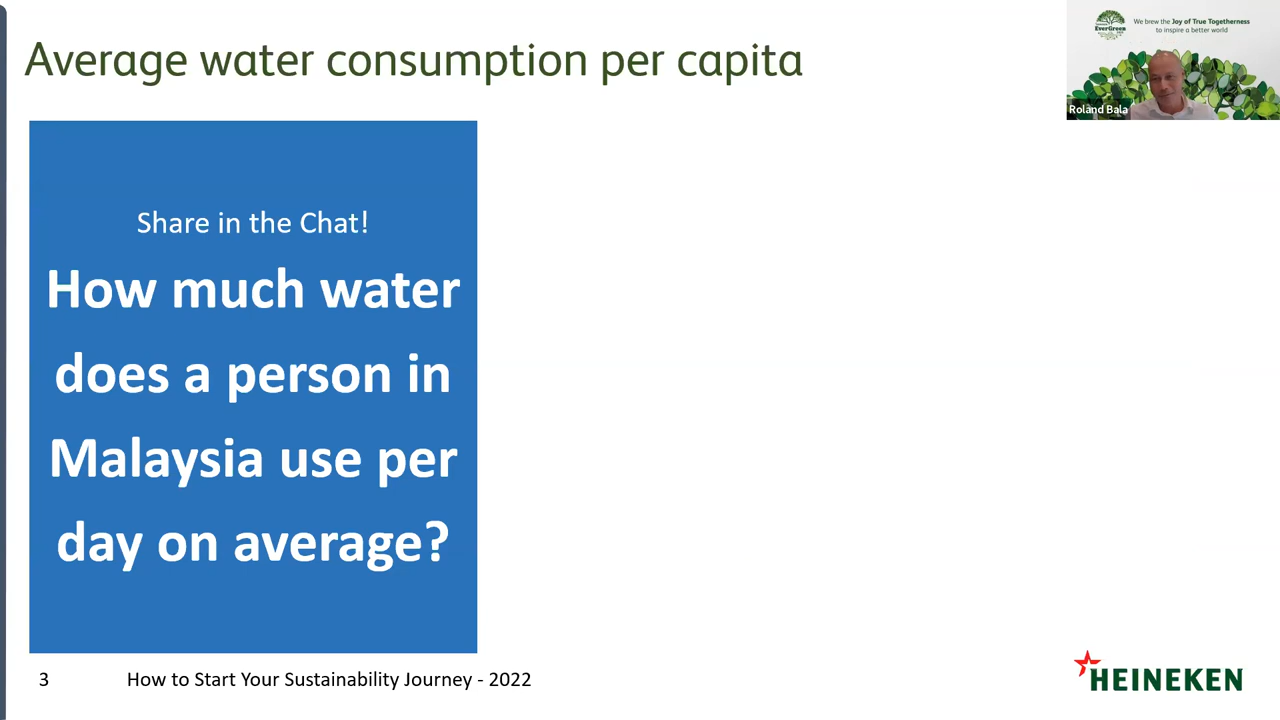 Average water consumption per capita
We brew the Joy of True Togetherness
to inspire a better world
EverGreen
Roland Bala
Share in the Chat!
How much water
does a person in
Malaysia use per
day on average?
3
How to Start Your Sustainability Journey - 2022
HEINEKEN